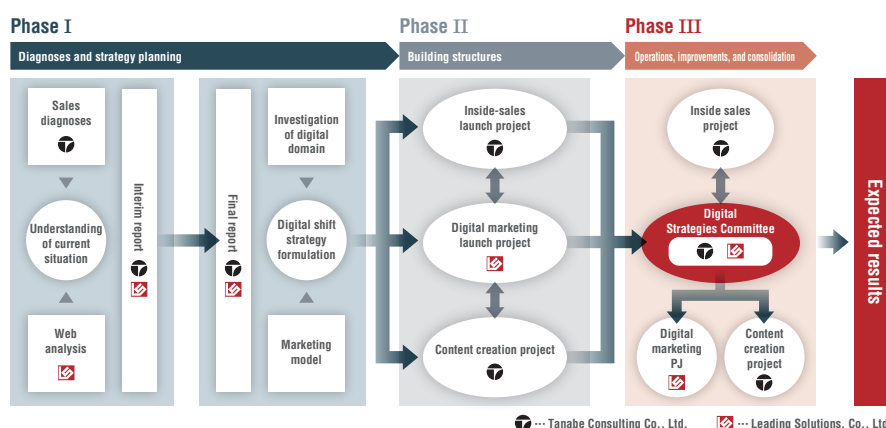 Phase I
Phase II
Phase III
Diagnoses and strategy planning
Building structures
Operations, improvements, and consolidation
Sales
diagnoses
Understanding
of current
situation
Web
analysis
Interim report
Final report
Investigation
of digital
domain
Digital shift
strategy
formulation
Marketing
model
Inside-sales
launch project
Digital marketing
launch project
Content creation project
Inside sales
project
Digital
Strategies Committee
Digital
marketing
PJ
Content
creation
project
Expected results
··· Tanabe Consulting Co., Ltd.
··· Leading Solutions, Co., Ltd